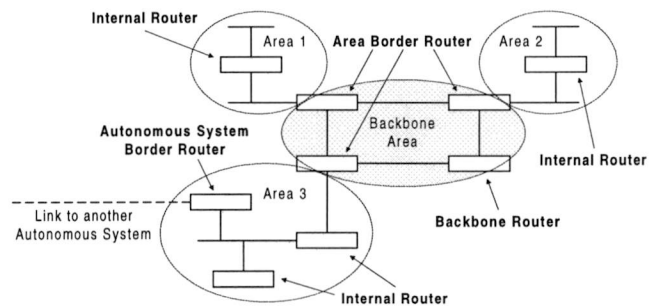 Internal Router
Area 1
Area Border Router
Area 2
Backbone
Area
Autonomous System
Border Router
Internal Router
Area 3
Link to another
Autonomous System
Backbone Router
Internal Router